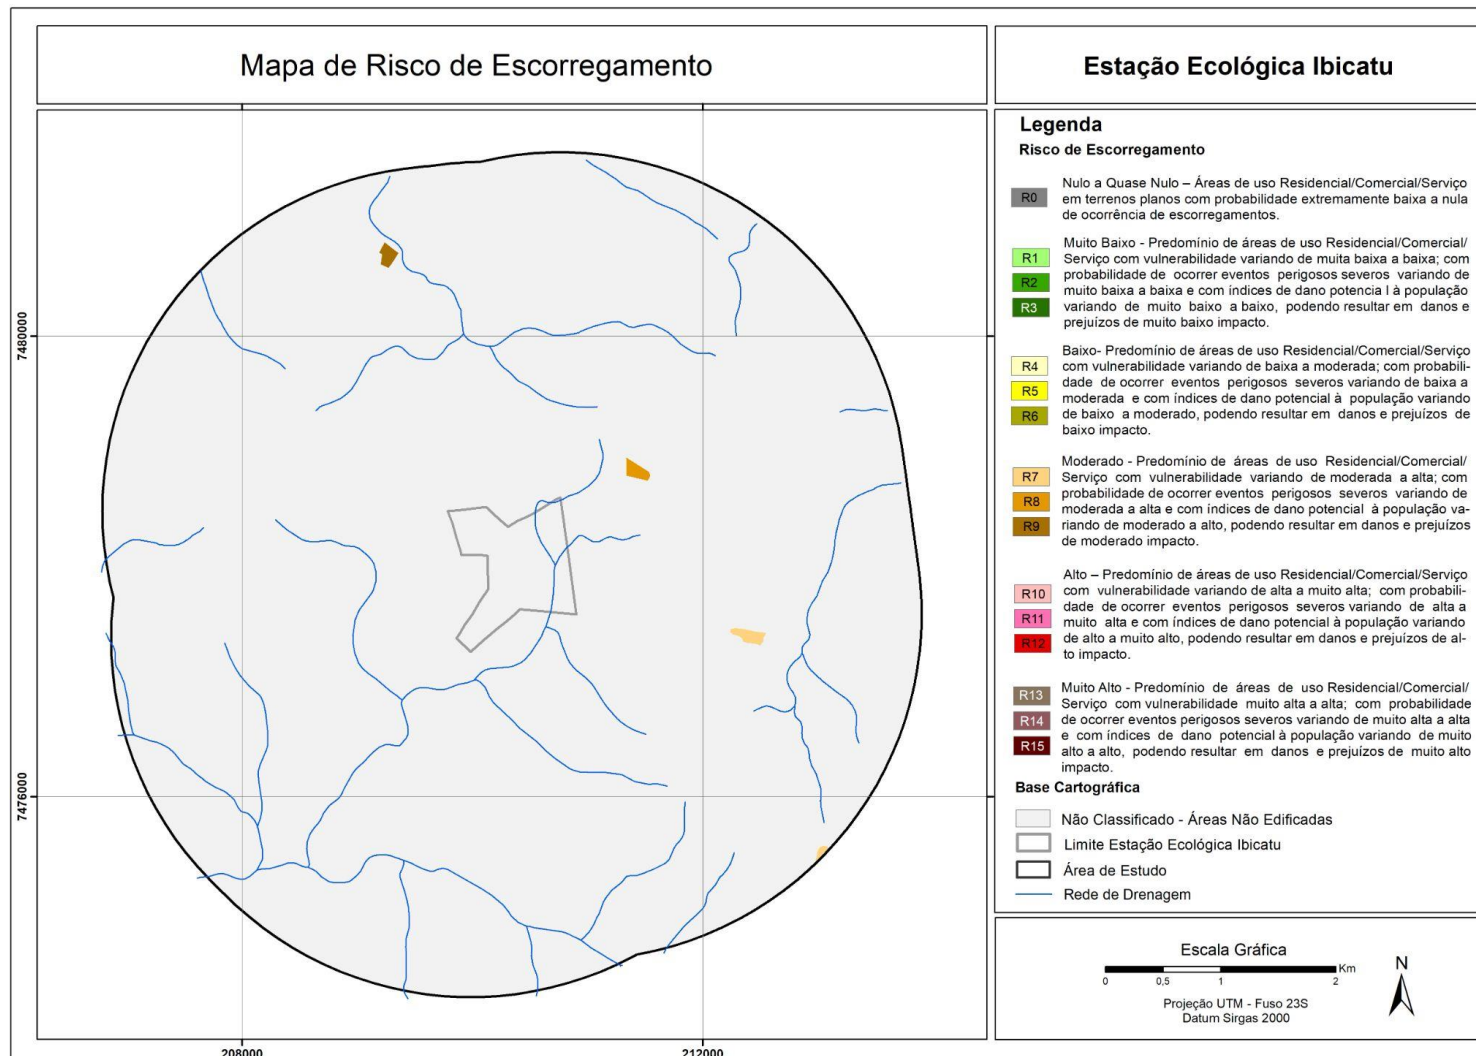 Mapa de Risco de Escorregamento
Estação Ecológica Ibicatu
7480000
7476000
208000
212000
Legenda
Risco de Escorregamento
R0
Nulo a Quase Nulo – Áreas de uso Residencial/Comercial/Serviço
em terrenos planos com probabilidade extremamente baixa a nula
de ocorrência de escorregamentos.
R1
R2
R3
Muito Baixo - Predomínio de áreas de uso Residencial/Comercial/
Serviço com vulnerabilidade variando de muita baixa a baixa; com
probabilidade de ocorrer eventos perigosos severos variando de
muito baixa a baixa e com índices de dano potencia l à população
variando de muito baixo a baixo, podendo resultar em danos e
prejuízos de muito baixo impacto.
R4
R5
R6
Baixo- Predomínio de áreas de uso Residencial/Comercial/Serviço
com vulnerabilidade variando de baixa a moderada; com probabili-
dade de ocorrer eventos perigosos severos variando de baixa a
moderada e com índices de dano potencial à população variando
de baixo a moderado, podendo resultar em danos e prejuízos de
baixo impacto.
R7
R8
R9
Moderado - Predomínio de áreas de uso Residencial/Comercial/
Serviço com vulnerabilidade variando de moderada a alta; com
probabilidade de ocorrer eventos perigosos severos variando de
moderada a alta e com índices de dano potencial à população va-
riando de moderado a alto, podendo resultar em danos e prejuízos
de moderado impacto.
R10
R11
R12
Alto – Predomínio de áreas de uso Residencial/Comercial/Serviço
com vulnerabilidade variando de alta a muito alta; com probabili-
dade de ocorrer eventos perigosos severos variando de alta a
muito alta e com índices de dano potencial à população variando
de alto a muito alto, podendo resultar em danos e prejuízos de al-
to impacto.
R13
R14
R15
Muito Alto - Predomínio de áreas de uso Residencial/Comercial/
Serviço com vulnerabilidade muito alta a alta; com probabilidade
de ocorrer eventos perigosos severos variando de muito alta a alta
e com índices de dano potencial à população variando de muito
alto a alto, podendo resultar em danos e prejuízos de muito alto
impacto.
Base Cartográfica
Não Classificado - Áreas Não Edificadas
Limite Estação Ecológica Ibicatu
Área de Estudo
Rede de Drenagem
Escala Gráfica
Km
0 0,5 1 2
Projeção UTM - Fuso 23S
Datum Sirgas 2000
N